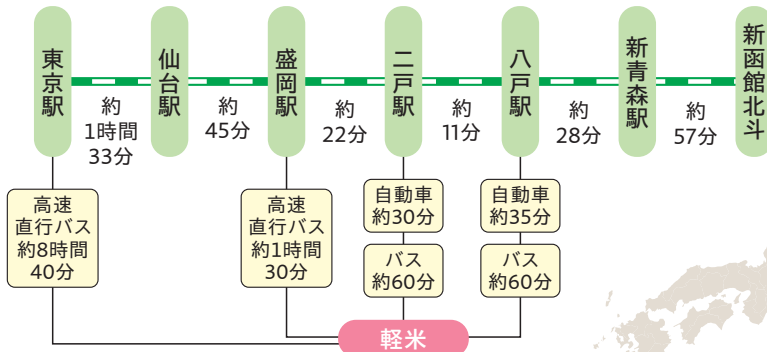 東京駅
仙台駅
盛岡駅
二戸駅
八戸駅
新青森駅
新函館北斗
約
1時間
33分
約
45分
約
22分
約
11分
約
28分
約
57分
高速
直行バス
約8時間
40分
高速
直行バス
約1時間
30分
自動車
約30分
バス
約60分
自動車
約35分
バス
約60分
軽米